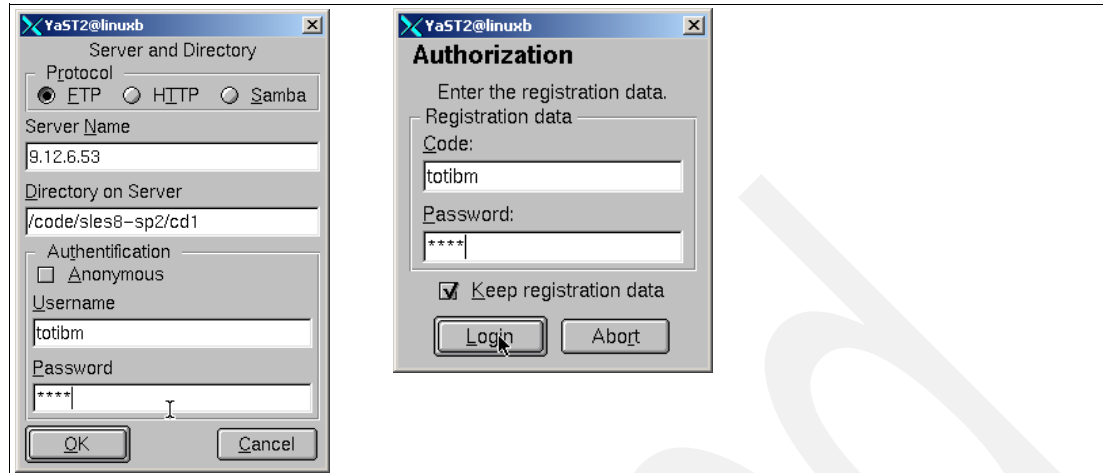 YaST2@linuxb
Server and Directory
Protocol
FTP HTTP Samba
Server Name
9.12.6.53
Directory on Server
/code/sles8-sp2/cd1
Authentification
Anonymous
Username
totibm
Password
****
OK Cancel
YaST2@linuxb
Authorization
Enter the registration data.
Registration data
Code:
totibm
Password:
****
Keep registration data
Login Abort